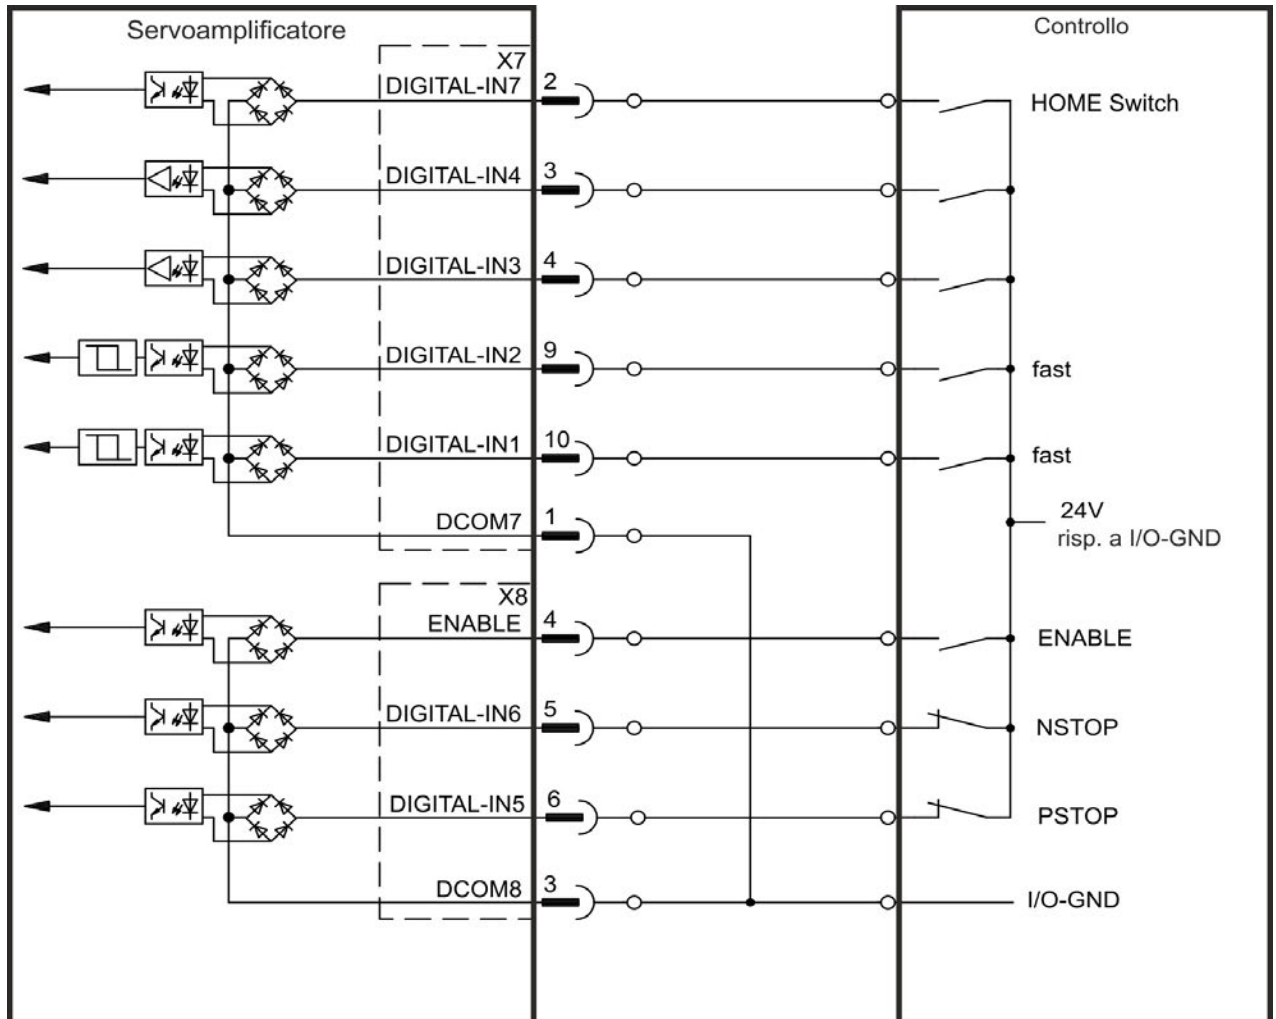 Servoamplificatore
Controllo
X7
DIGITAL-IN7 2 HOME Switch
DIGITAL-IN4 3
DIGITAL-IN3 4
DIGITAL-IN2 9 fast
DIGITAL-IN1 10 fast
DCOM7 1
24V
risp. a I/O-GND
X8
ENABLE 4 ENABLE
DIGITAL-IN6 5 NSTOP
DIGITAL-IN5 6 PSTOP
DCOM8 3 I/O-GND